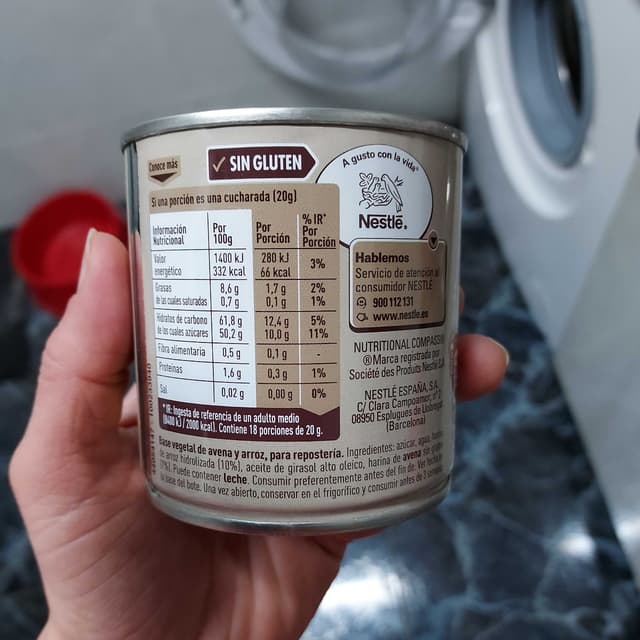 Conoce más
SIN GLUTEN
A gusto con la vida
Nestlé.
Si una porción es una cucharada (20g)
Información Nutricional | Por 100g | Por Porción | % IR* Por Porción
Valor energético | 1400 kJ 332 kcal | 280 kJ 66 kcal | 3%
Grasas | 8,6 g | 1,7 g | 2%
de las cuales saturadas | 0,7 g | 0,1 g | 1%
Hidratos de carbono | 61,8 g | 12,4 g | 5%
de los cuales azúcares | 50,2 g | 10,0 g | 11%
Fibra alimentaria | 0,5 g | 0,1 g | -
Proteínas | 1,6 g | 0,3 g | 1%
Sal | 0,02 g | 0,00 g | 0%
*IR: Ingesta de referencia de un adulto medio
(8400 kJ / 2000 kcal). Contiene 18 porciones de 20 g.
Hablemos
Servicio de atención al
consumidor NESTLÉ
900 112 131
www.nestle.es
NUTRITIONAL COMPASS
® Marca registrada por
Société des Produits Nestlé S.A.
NESTLÉ ESPAÑA, S.A.
C/ Clara Campoamor, nº 2
08950 Esplugues de Llobregat
(Barcelona)
Base vegetal de avena y arroz, para repostería. Ingredientes: azúcar, agua,
de arroz hidrolizada (10%), aceite de girasol alto oleico, harina de avena sin
Puede contener leche. Consumir preferentemente antes del fin de: Ver
base del bote. Una vez abierto, conservar en el frigorífico y consumir antes de